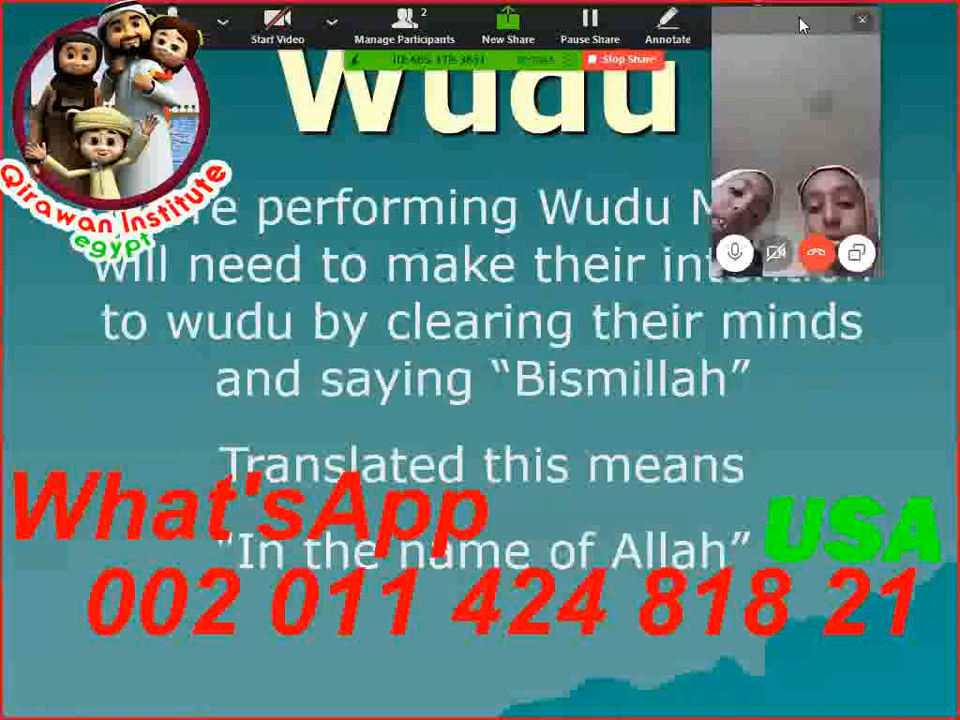 Start Video
Manage Participants
2
New Share
Pause Share
Annotate
Stop Share
Wudu
performing Wudu
will need to make their intention
to wudu by clearing their minds
and saying “Bismillah”
Translated this means
“In the name of Allah”
Qirawan Institute
egypt
What'sApp
USA
002 011 424 818 21